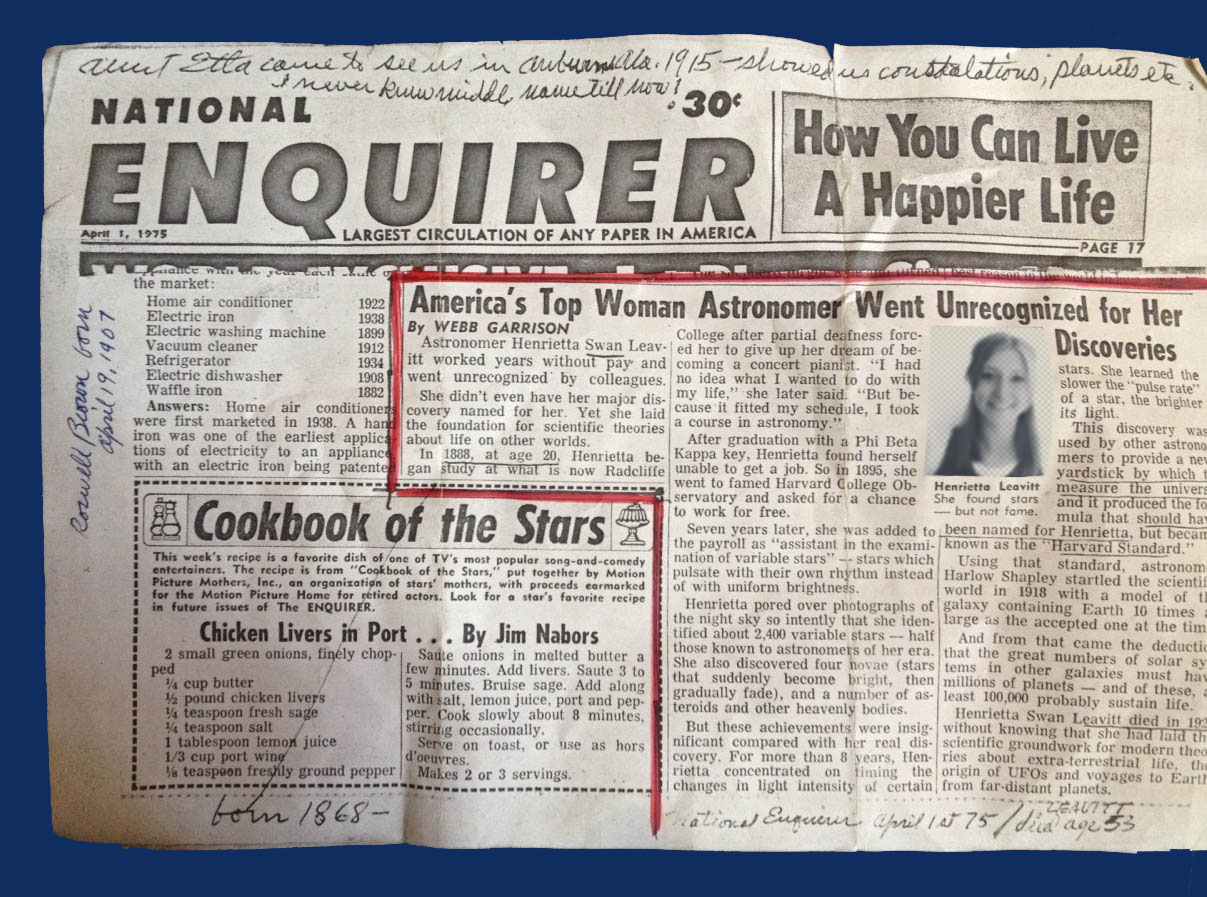 Aunt Etta came to see us in Auburn Ala. 1915 - showed us constalations, planets etc.
I never knew middle name till now!
NATIONAL
ENQUIRER
30¢
April 1, 1975
LARGEST CIRCULATION OF ANY PAPER IN AMERICA
How You Can Live
A Happier Life
PAGE 17
Roswell Brown born
April 19, 1907
the market:
Home air conditioner 1922
Electric iron 1938
Electric washing machine 1899
Vacuum cleaner 1912
Refrigerator 1934
Electric dishwasher 1908
Waffle iron 1882
Answers: Home air conditioners
were first marketed in 1938. A hand
iron was one of the earliest applica-
tions of electricity to an appliance
with an electric iron being patented
America's Top Woman Astronomer Went Unrecognized for Her
Discoveries
By WEBB GARRISON
Astronomer Henrietta Swan Leav-
itt worked years without pay and
went unrecognized by colleagues.
She didn't even have her major dis-
covery named for her. Yet she laid
the foundation for scientific theories
about life on other worlds.
In 1888, at age 20, Henrietta be-
gan study at what is now Radcliffe
College after partial deafness forc-
ed her to give up her dream of be-
coming a concert pianist. "I had
no idea what I wanted to do with
my life," she later said. "But be-
cause it fitted my schedule, I took
a course in astronomy."
After graduation with a Phi Beta
Kappa key, Henrietta found herself
unable to get a job. So in 1895, she
went to famed Harvard College Ob-
servatory and asked for a chance
to work for free.
Seven years later, she was added to
the payroll as "assistant in the exami-
nation of variable stars" — stars which
pulsate with their own rhythm instead
of with uniform brightness.
Henrietta pored over photographs of
the night sky so intently that she iden-
tified about 2,400 variable stars — half
those known to astronomers of her era.
She also discovered four novae (stars
that suddenly become bright, then
gradually fade), and a number of as-
teroids and other heavenly bodies.
But these achievements were insig-
nificant compared with her real dis-
covery. For more than 8 years, Hen-
rietta concentrated on timing the
changes in light intensity of certain
Henrietta Leavitt
She found stars
— but not fame.
stars. She learned the
slower the "pulse rate"
of a star, the brighter
its light.
This discovery was
used by other astrono-
mers to provide a new
yardstick by which t
measure the univers
and it produced the fo
mula that should hav
been named for Henrietta, but becam
known as the "Harvard Standard."
Using that standard, astronome
Harlow Shapley startled the scientif
world in 1918 with a model of th
galaxy containing Earth 10 times a
large as the accepted one at the tim
And from that came the deductio
that the great numbers of solar sy
tems in other galaxies must hav
millions of planets — and of these, a
least 100,000 probably sustain life.
Henrietta Swan Leavitt died in 192
without knowing that she had laid th
scientific groundwork for modern theo
ries about extra-terrestrial life, the
origin of UFOs and voyages to Earth
from far-distant planets.
Cookbook of the Stars
This week's recipe is a favorite dish of one of TV's most popular song-and-comedy
entertainers. The recipe is from "Cookbook of the Stars," put together by Motion
Picture Mothers, Inc., an organization of stars' mothers, with proceeds earmarked
for the Motion Picture Home for retired actors. Look for a star's favorite recipe
in future issues of The ENQUIRER.
Chicken Livers in Port . . . By Jim Nabors
2 small green onions, finely chop-
ped
¼ cup butter
½ pound chicken livers
¼ teaspoon fresh sage
¼ teaspoon salt
1 tablespoon lemon juice
1/3 cup port wine
⅛ teaspoon freshly ground pepper
Saute onions in melted butter a
few minutes. Add livers. Saute 3 to
5 minutes. Bruise sage. Add along
with salt, lemon juice, port and pep-
per. Cook slowly about 8 minutes,
stirring occasionally.
Serve on toast, or use as hors
d'oeuvres.
Makes 2 or 3 servings.
born 1868-
National Enquirer April 1st 75 / died age 53
LEAVITT